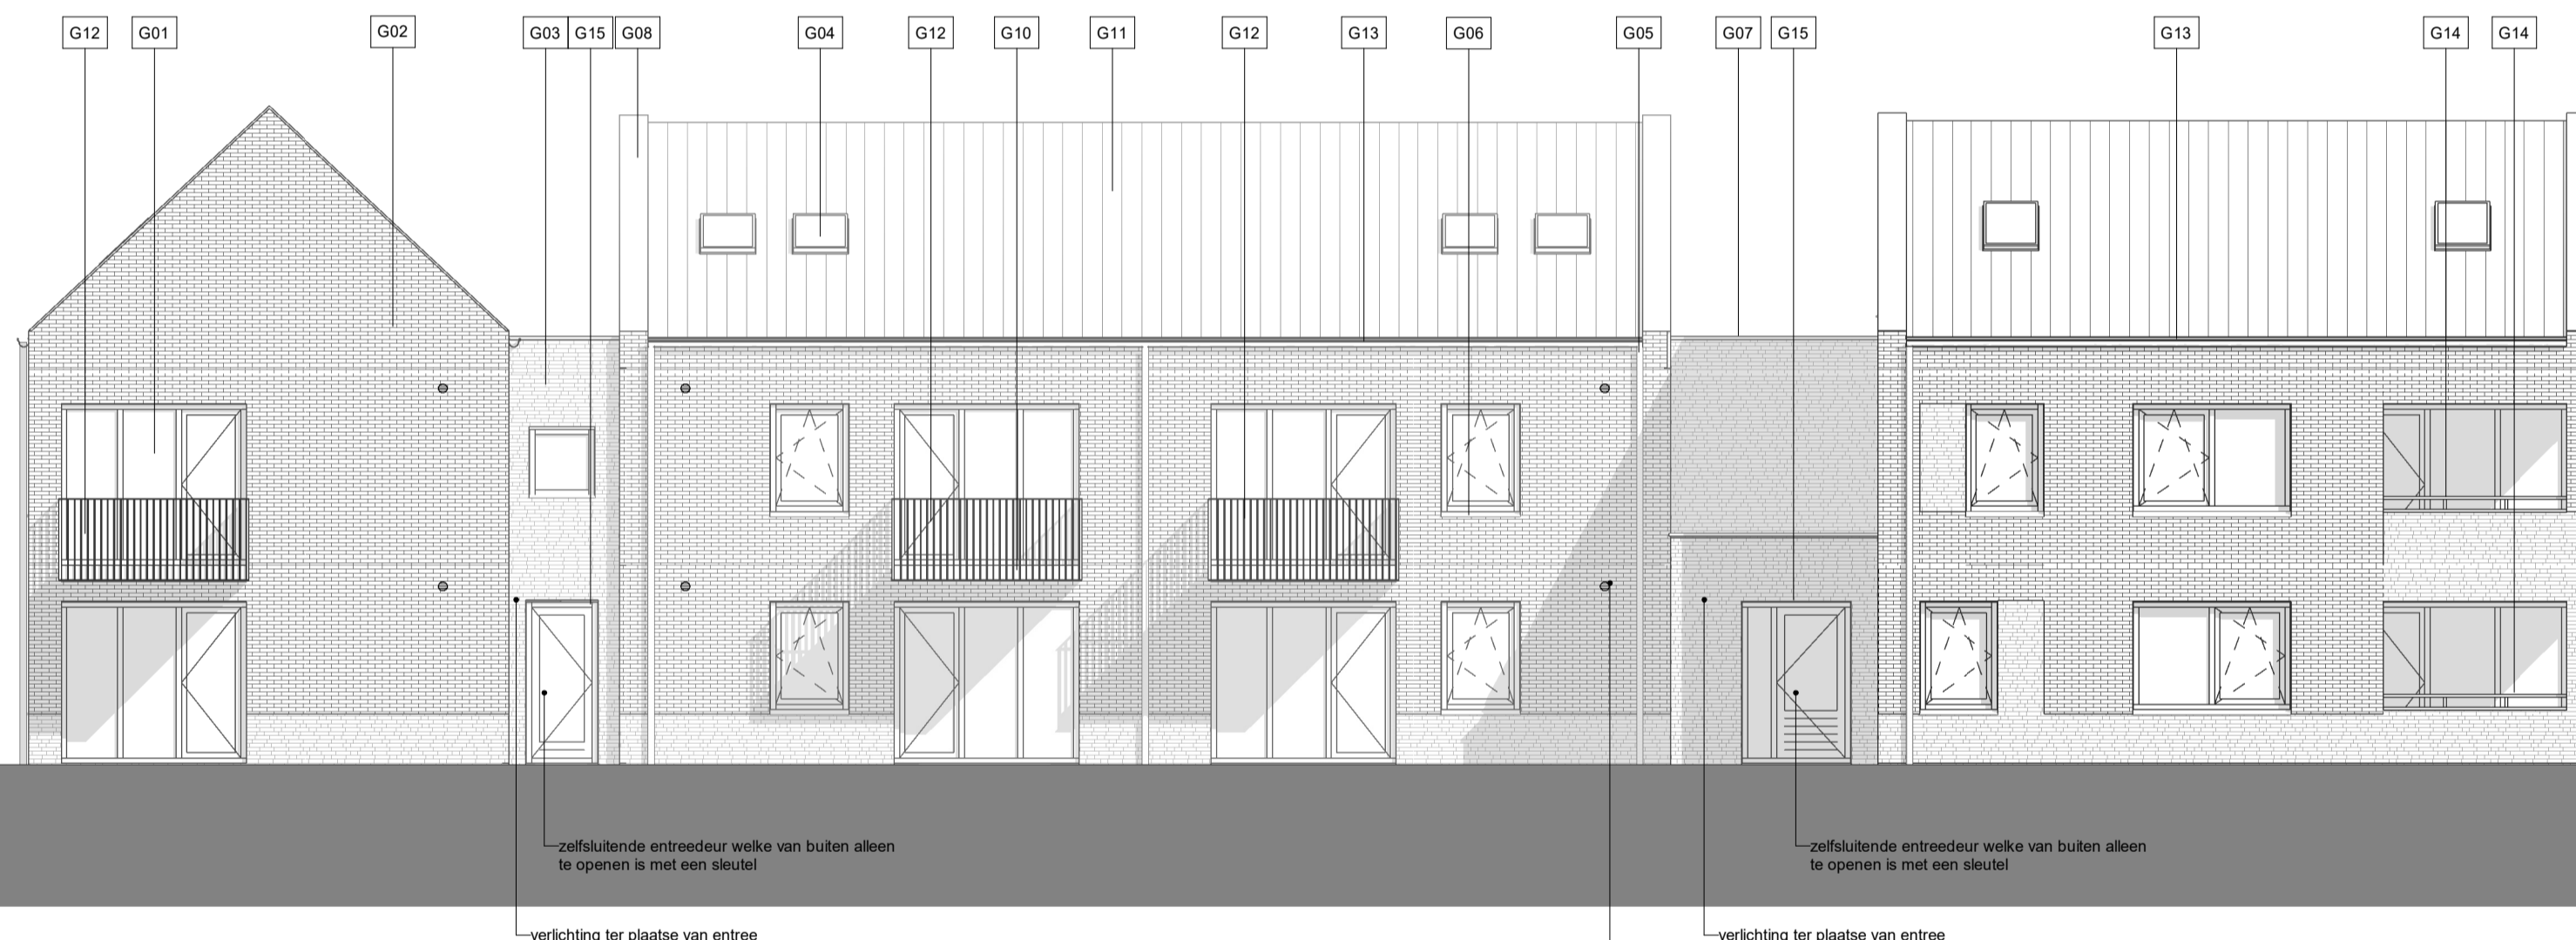 G12
G01
G02
G03
G15
G08
G04
G12
G10
G11
G12
G13
G06
G05
G07
G15
G13
G14
G14
zelfsluitende entreedeur welke van buiten alleen
te openen is met een sleutel
zelfsluitende entreedeur welke van buiten alleen
te openen is met een sleutel
verlichting ter plaatse van entree
verlichting ter plaatse van entree